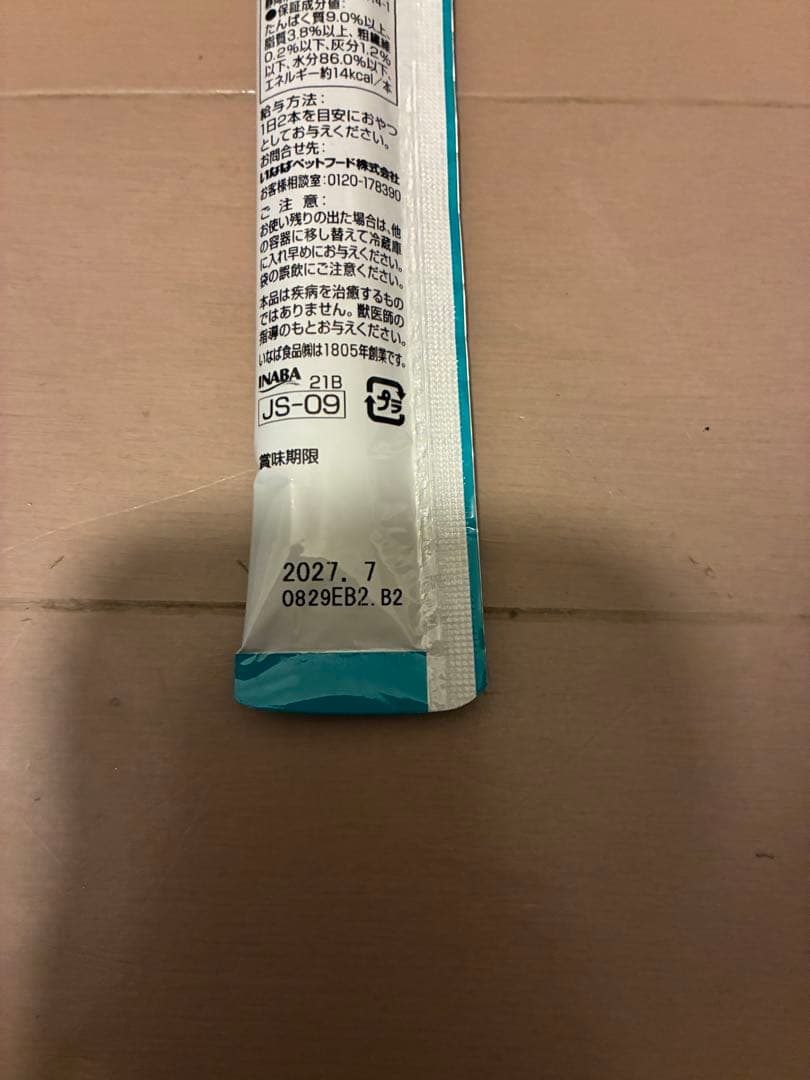 ●保証成分値:
たんぱく質9.0%以上、
脂質3.8%以上、粗繊維
0.2%以下、灰分1.2%
以下、水分86.0%以下
エネルギー約14kcal/本
給与方法:
1日2本を目安におやつ
としてお与えください。
お問合せ先:
いなばペットフード株式会社
お客様相談室:0120-178390
ご注意:
お使い残りの出た場合は、他
の容器に移し替えて冷蔵庫
に入れ早めにお与えください。
袋の誤飲にご注意ください。
本品は疾病を治療するもの
ではありません。獣医師の
指導のもとお与えください。
いなば食品㈱は1805年創業です。
INABA 21B
JS-09 プラ
賞味期限
2027. 7
0829EB2. B2